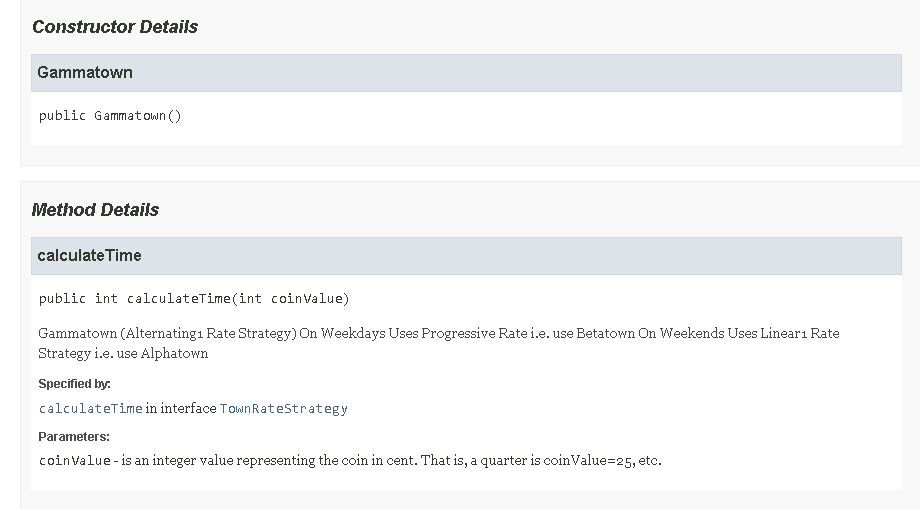 Constructor Details
Gammatown
public Gammatown()
Method Details
calculateTime
public int calculateTime(int coinValue)
Gammatown (Alternating1 Rate Strategy) On Weekdays Uses Progressive Rate i.e. use Betatown On Weekends Uses Linear1 Rate
Strategy i.e. use Alphatown
Specified by:
calculateTime in interface TownRateStrategy
Parameters:
coinValue - is an integer value representing the coin in cent. That is, a quarter is coinValue=25, etc.